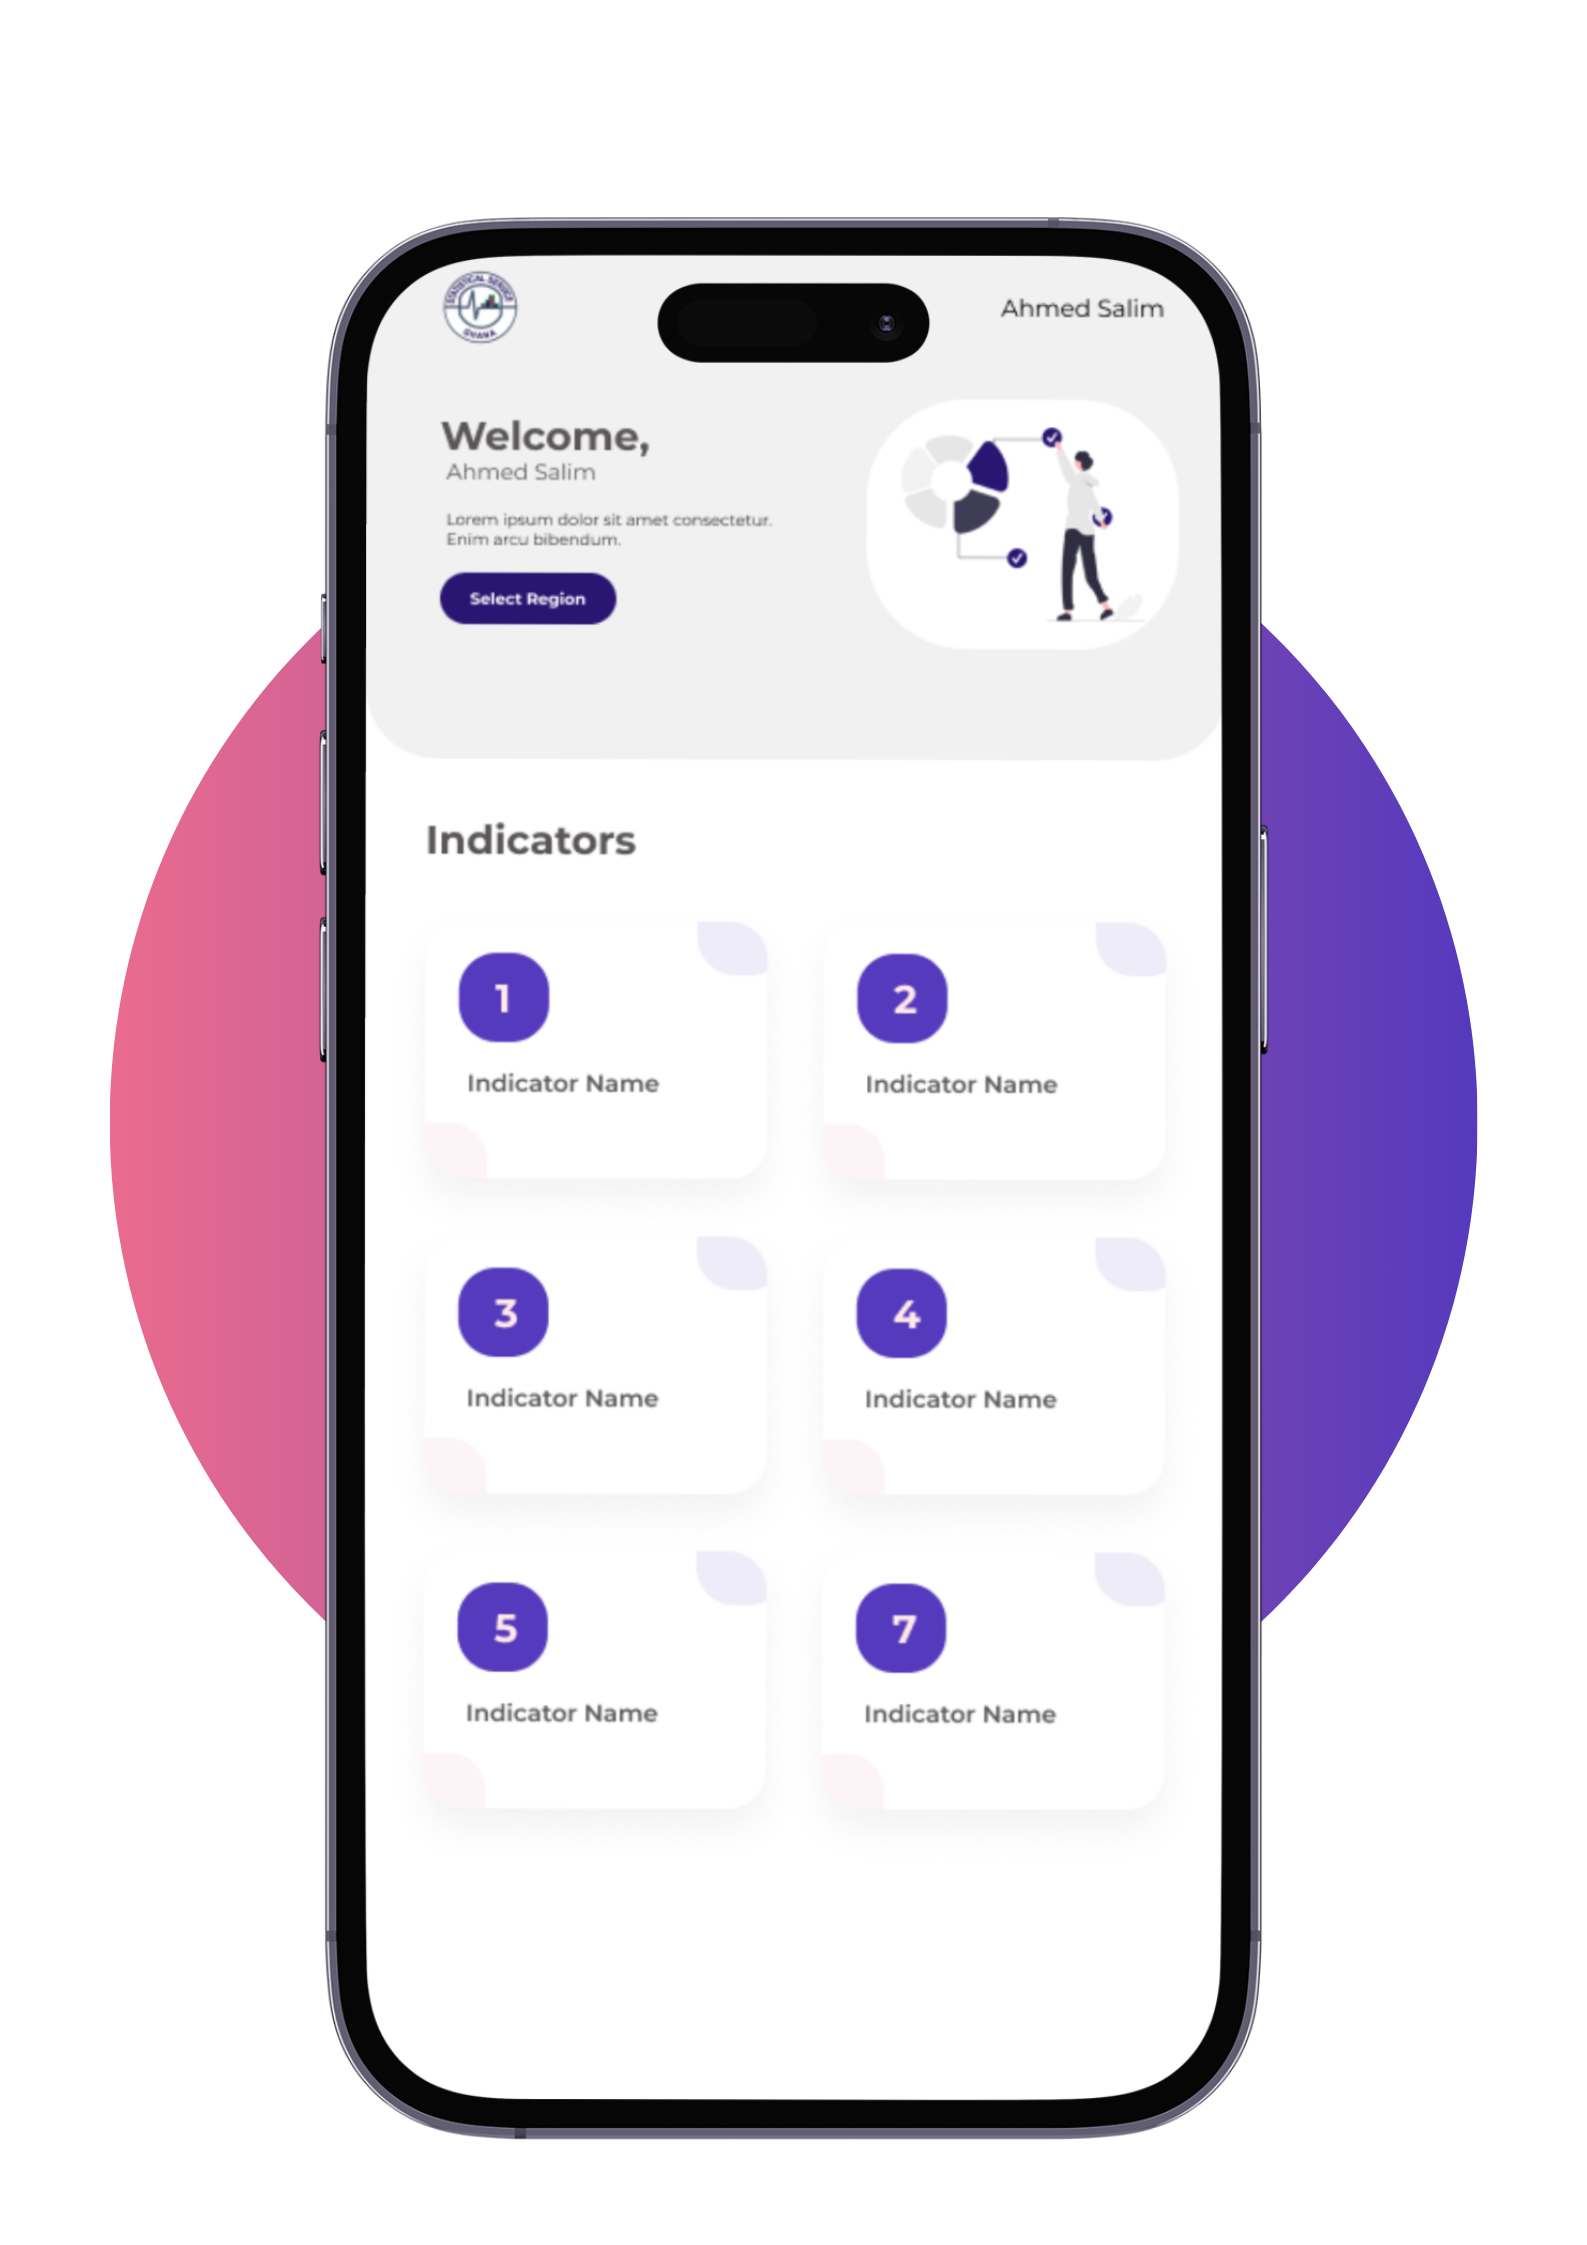 STATISTICAL SERVICE
GHANA
Ahmed Salim
Welcome,
Ahmed Salim
Lorem ipsum dolor sit amet consectetur.
Enim arcu bibendum.
Select Region
Indicators
1
2
Indicator Name
Indicator Name
3
4
Indicator Name
Indicator Name
5
7
Indicator Name
Indicator Name